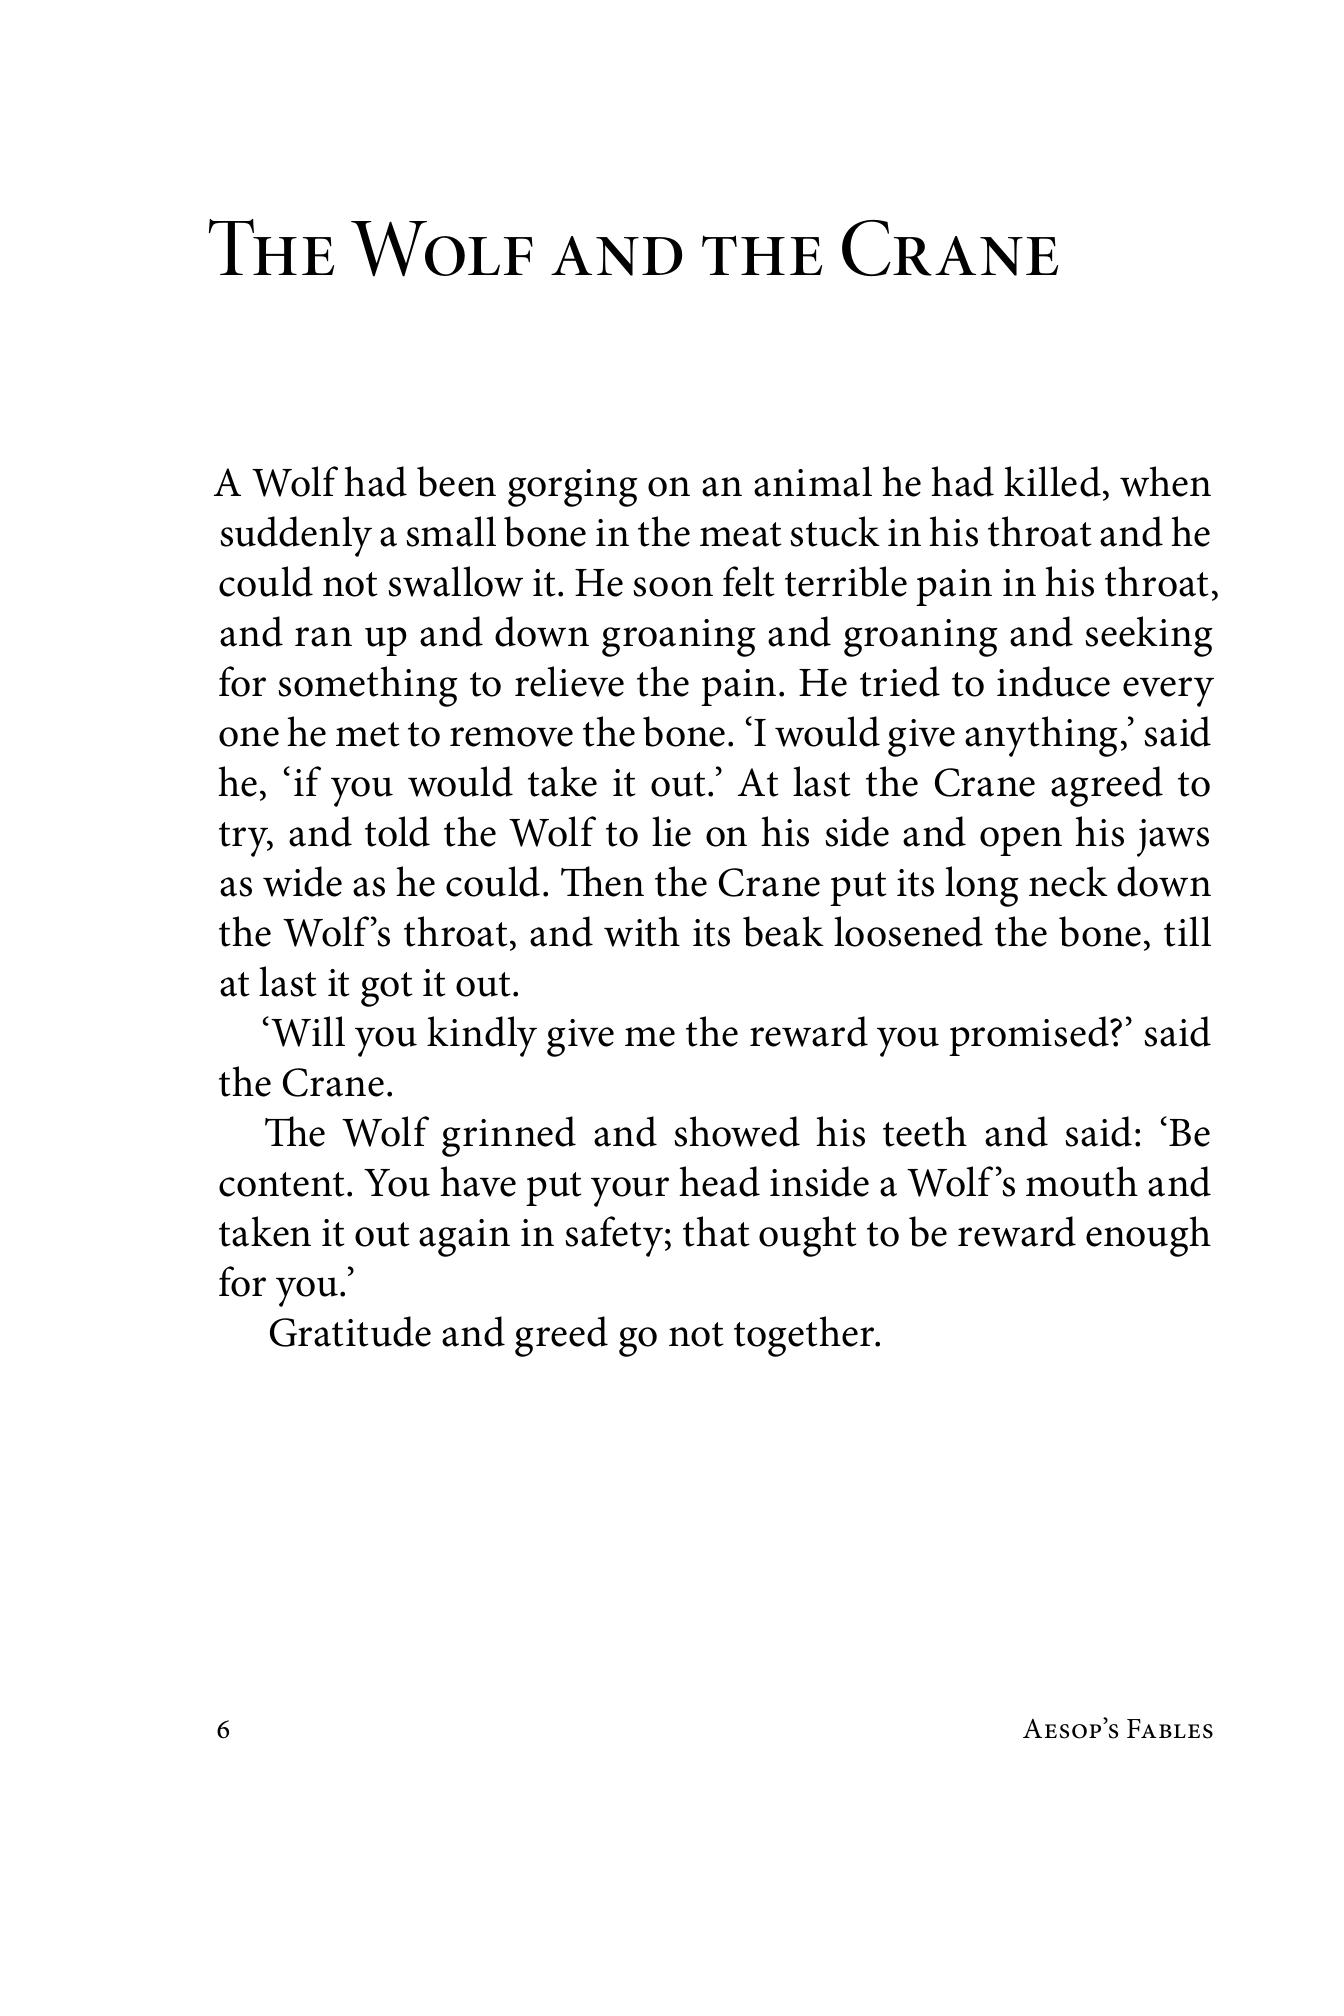 The Wolf and the Crane
A Wolf had been gorging on an animal he had killed, when
suddenly a small bone in the meat stuck in his throat and he
could not swallow it. He soon felt terrible pain in his throat,
and ran up and down groaning and groaning and seeking
for something to relieve the pain. He tried to induce every
one he met to remove the bone. ‘I would give anything,’ said
he, ‘if you would take it out.’ At last the Crane agreed to
try, and told the Wolf to lie on his side and open his jaws
as wide as he could. Then the Crane put its long neck down
the Wolf’s throat, and with its beak loosened the bone, till
at last it got it out.
‘Will you kindly give me the reward you promised?’ said
the Crane.
The Wolf grinned and showed his teeth and said: ‘Be
content. You have put your head inside a Wolf’s mouth and
taken it out again in safety; that ought to be reward enough
for you.’
Gratitude and greed go not together.
6 Aesop’s Fables